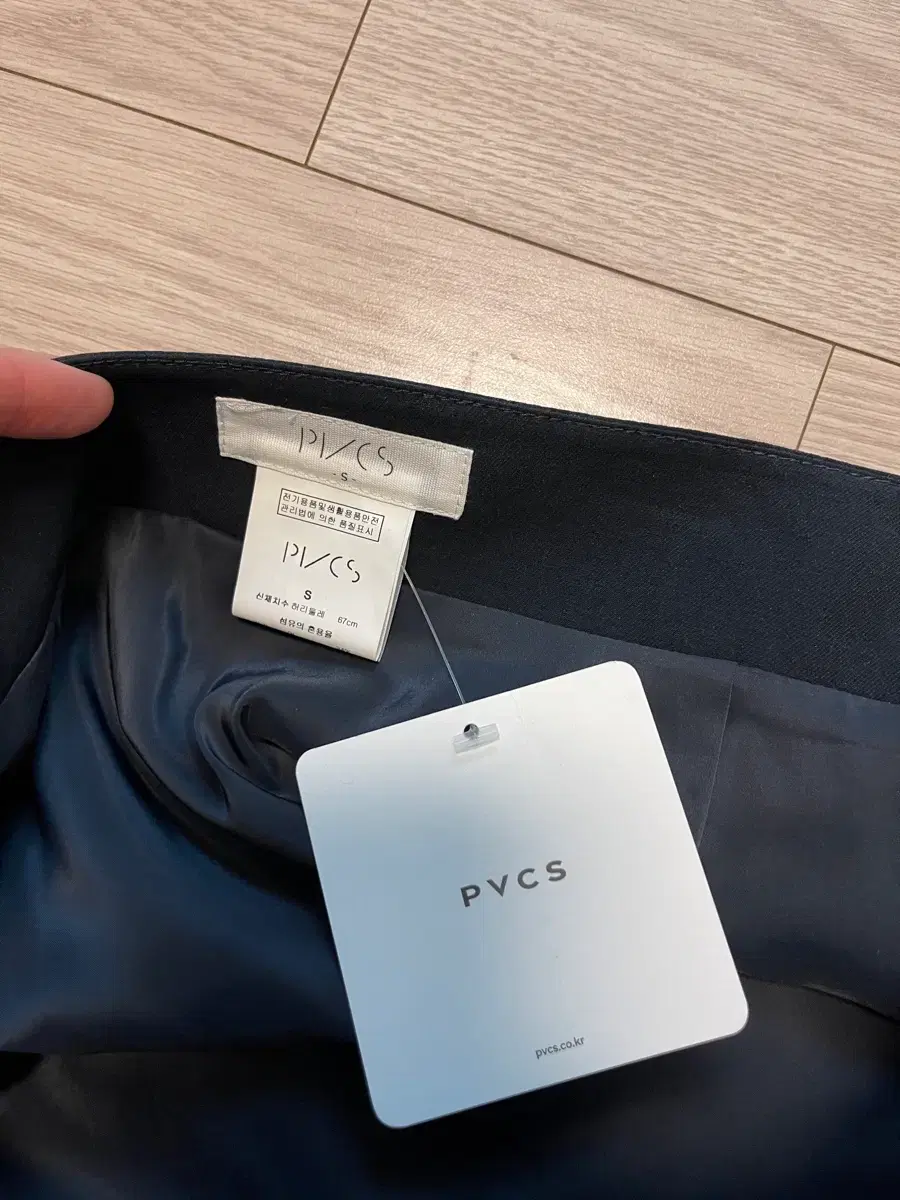 PVCS
-S-
전기용품및생활용품안전
관리법에 의한 품질표시
PVCS
S
신체치수 허리둘레 67cm
섬유의 혼용율
PVCS
pvcs.co.kr